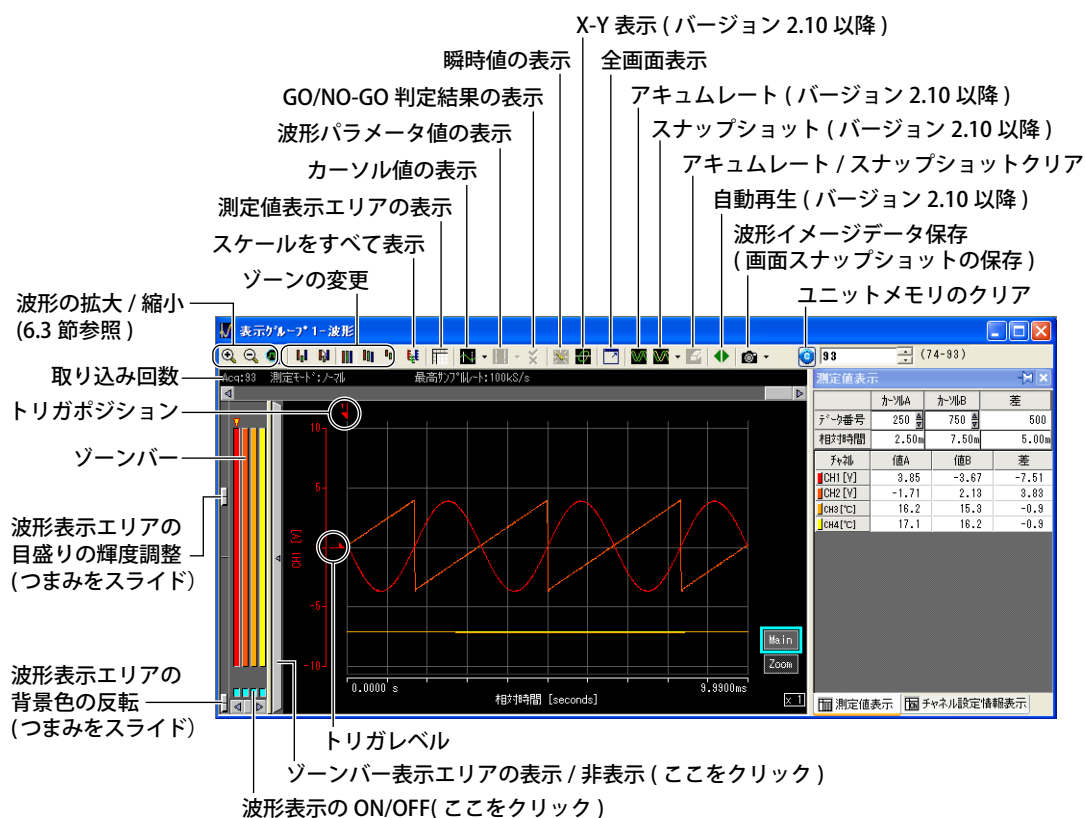 X-Y 表示 ( バージョン 2.10 以降 )
瞬時値の表示
全画面表示
GO/NO-GO 判定結果の表示
アキュムレート ( バージョン 2.10 以降 )
波形パラメータ値の表示
スナップショット ( バージョン 2.10 以降 )
カーソル値の表示
アキュムレート / スナップショットクリア
測定値表示エリアの表示
自動再生 ( バージョン 2.10 以降 )
スケールをすべて表示
波形イメージデータ保存
( 画面スナップショットの保存 )
ゾーンの変更
ユニットメモリのクリア
波形の拡大 / 縮小
(6.3 節参照 )
表示グループ1-波形
93
(74-93)
取り込み回数
Acq:93 測定モード:ノーマル 最高サンプルレート:100kS/s
測定値表示
トリガポジション
カーソルA カーソルB 差
データ番号 250 750 500
相対時間 2.50m 7.50m 5.00m
チャネル 値A 値B 差
CH1[V] 3.85 -3.67 -7.51
CH2[V] -1.71 2.13 3.83
CH3[℃] 16.2 15.3 -0.9
CH4[℃] 17.1 16.2 -0.9
ゾーンバー
波形表示エリアの
目盛りの輝度調整
(つまみをスライド)
10
5
0
-5
-10
CH1 [V]
Main
Zoom
波形表示エリアの
背景色の反転
(つまみをスライド)
0.0000 s
9.9900ms
相対時間 [seconds]
x 1
測定値表示
チャネル設定情報表示
トリガレベル
ゾーンバー表示エリアの表示 / 非表示 ( ここをクリック )
波形表示の ON/OFF( ここをクリック )